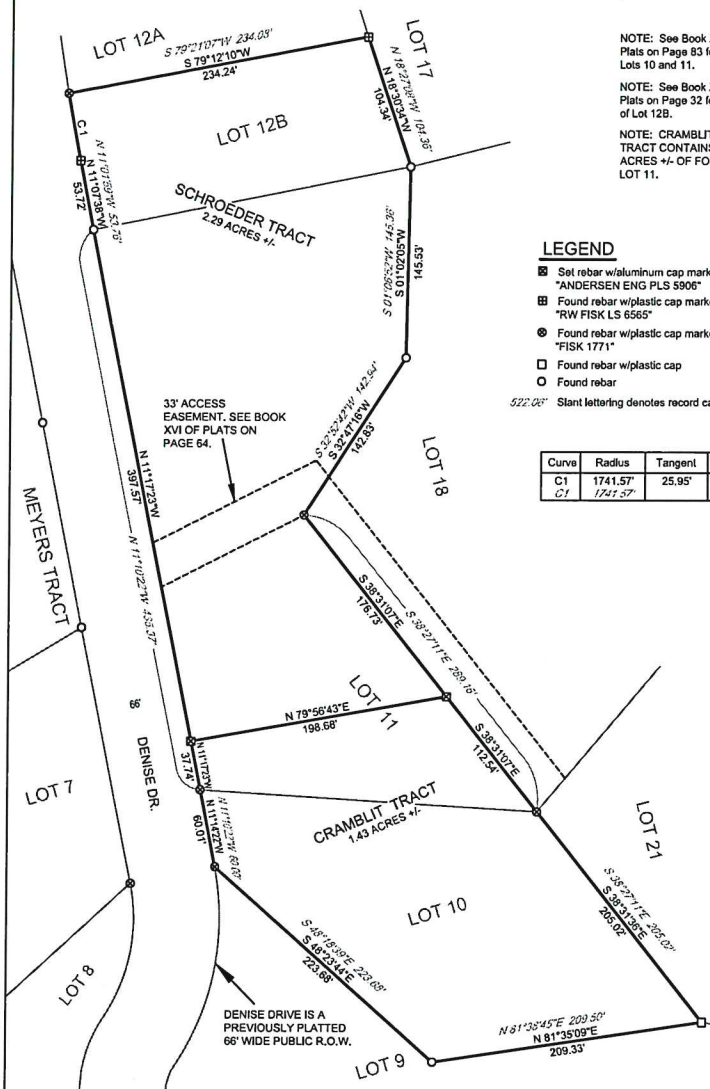 LOT 12A
S 79°21'07"W 234.03'
S 79°12'10"W
234.24'
LOT 17
N 18°27'08"W 104.36'
N 18°30'34"W
104.34'
LOT 12B
C1
N 11°01'59"W 53.76'
N 11°07'38"W
53.72'
SCHROEDER TRACT
2.29 ACRES +/-
S 01°06'52"W 145.36'
S 01°02'05"W
145.53'
NOTE: See Book
Plats on Page 83 f
Lots 10 and 11.
NOTE: See Book
Plats on Page 32 f
of Lot 12B.
NOTE: CRAMBLIT
TRACT CONTAINS
ACRES +/- OF FO
LOT 11.
LEGEND
Set rebar w/aluminum cap mark
"ANDERSEN ENG PLS 5906"
Found rebar w/plastic cap mark
"RW FISK LS 6565"
Found rebar w/plastic cap mark
"FISK 1771"
Found rebar w/plastic cap
Found rebar
522.06' Slant lettering denotes record ca
Curve Radius Tangent
C1 1741.57' 25.95'
C1 1741.57'
33' ACCESS
EASEMENT. SEE BOOK
XVI OF PLATS ON
PAGE 64.
S 32°52'42"W 142.94'
S 32°47'16"W
142.83'
LOT 18
N 11°17'23"W
397.57'
N 11°10'22"W 435.37'
MEYERS TRACT
S 38°31'07"E
176.73'
S 38°27'11"E 289.16'
LOT 11
N 79°56'43"E
198.68'
66'
DENISE DR.
37.74'
N 11°17'23"W
S 38°31'07"E
112.54'
LOT 7
CRAMBLIT TRACT
1.43 ACRES +/-
N 11°14'22"W
60.01'
N 11°10'22"W 60.00'
LOT 21
LOT 10
S 38°27'11"E 205.02'
S 38°31'36"E
205.02'
LOT 8
S 48°18'39"E 223.68'
S 48°23'44"E
223.68'
DENISE DRIVE IS A
PREVIOUSLY PLATTED
66' WIDE PUBLIC R.O.W.
N 81°38'45"E 209.50'
N 81°35'09"E
209.33'
LOT 9